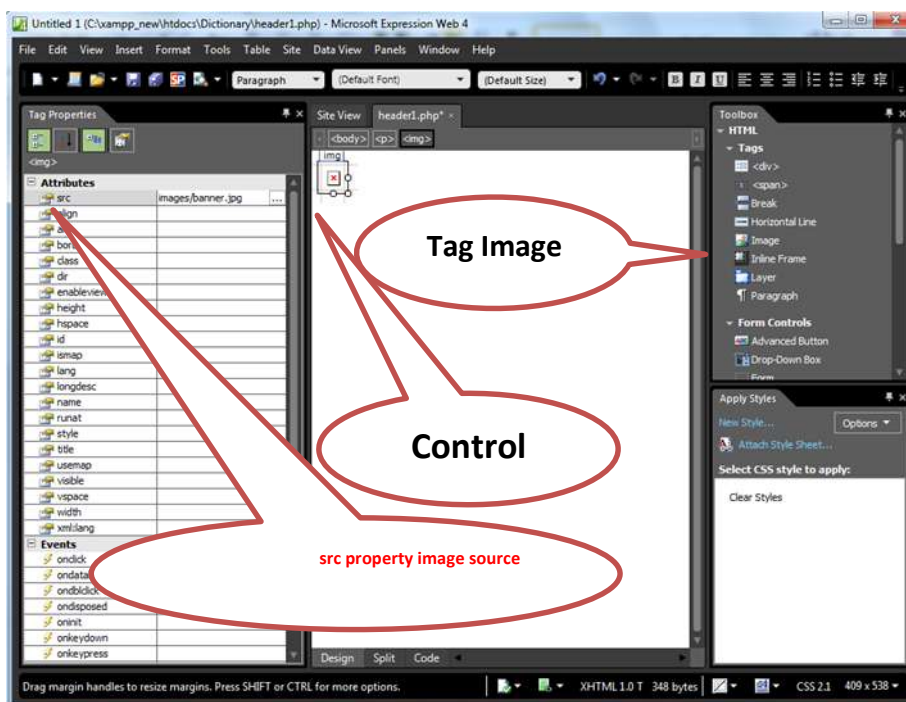 Untitled 1 (C:\xampp_new\htdocs\Dictionary\header1.php) - Microsoft Expression Web 4
File Edit View Insert Format Tools Table Site Data View Panels Window Help
Paragraph (Default Font) (Default Size) B I U
Tag Properties
<img>
Attributes
src images/banner.jpg ...
align
bor
class
dir
enableview
height
hspace
id
ismap
lang
longdesc
name
runat
style
title
usemap
visible
vspace
width
xml:lang
Events
onclick
ondata
ondblclick
ondisposed
oninit
onkeydown
onkeypress
Site View header1.php*
<body> <p> <img>
img
Tag Image
Control
src property image source
Design Split Code
Toolbox
HTML
Tags
<div>
<span>
Break
Horizontal Line
Image
Inline Frame
Layer
Paragraph
Form Controls
Advanced Button
Drop-Down Box
Form
Apply Styles
New Style...
Options
Attach Style Sheet...
Select CSS style to apply:
Clear Styles
Drag margin handles to resize margins. Press SHIFT or CTRL for more options.
XHTML 1.0 T 348 bytes CSS 2.1 409 x 538